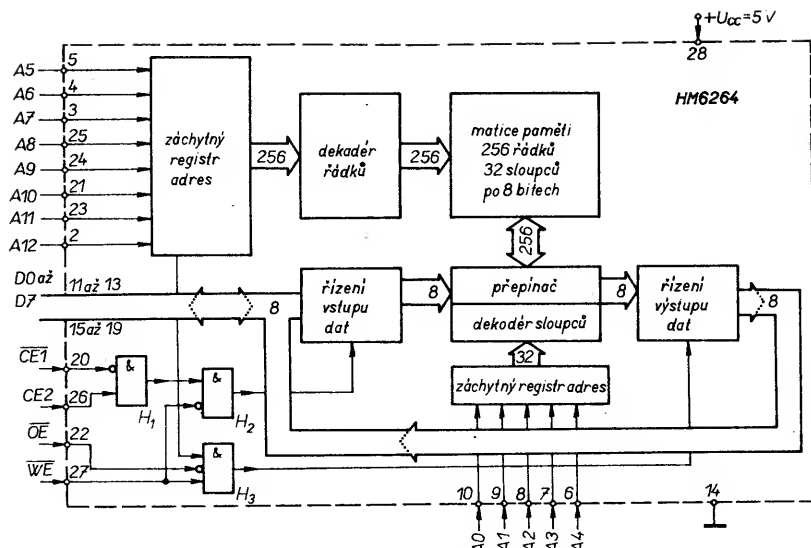 +Ucc=5V
28
HM6264
A5 5
A6 4
A7 3
A8 25
A9 24
A10 21
A11 23
A12 2
záchytný
registr
adres
256
dekadér
řádků
256
matice paměti
256 řádků
32 sloupců
po 8 bitech
256
D0 až
D7
11 až 13
15 až 19
8
řízení
vstupu
dat
8
přepínač
dekodér sloupců
8
řízení
výstupu
dat
8
32
záchytný registr adres
CE1 20
CE2 26
OE 22
WE 27
&
H1
&
H2
&
H3
10 9 8 7 6
A0 A1 A2 A3 A4
14